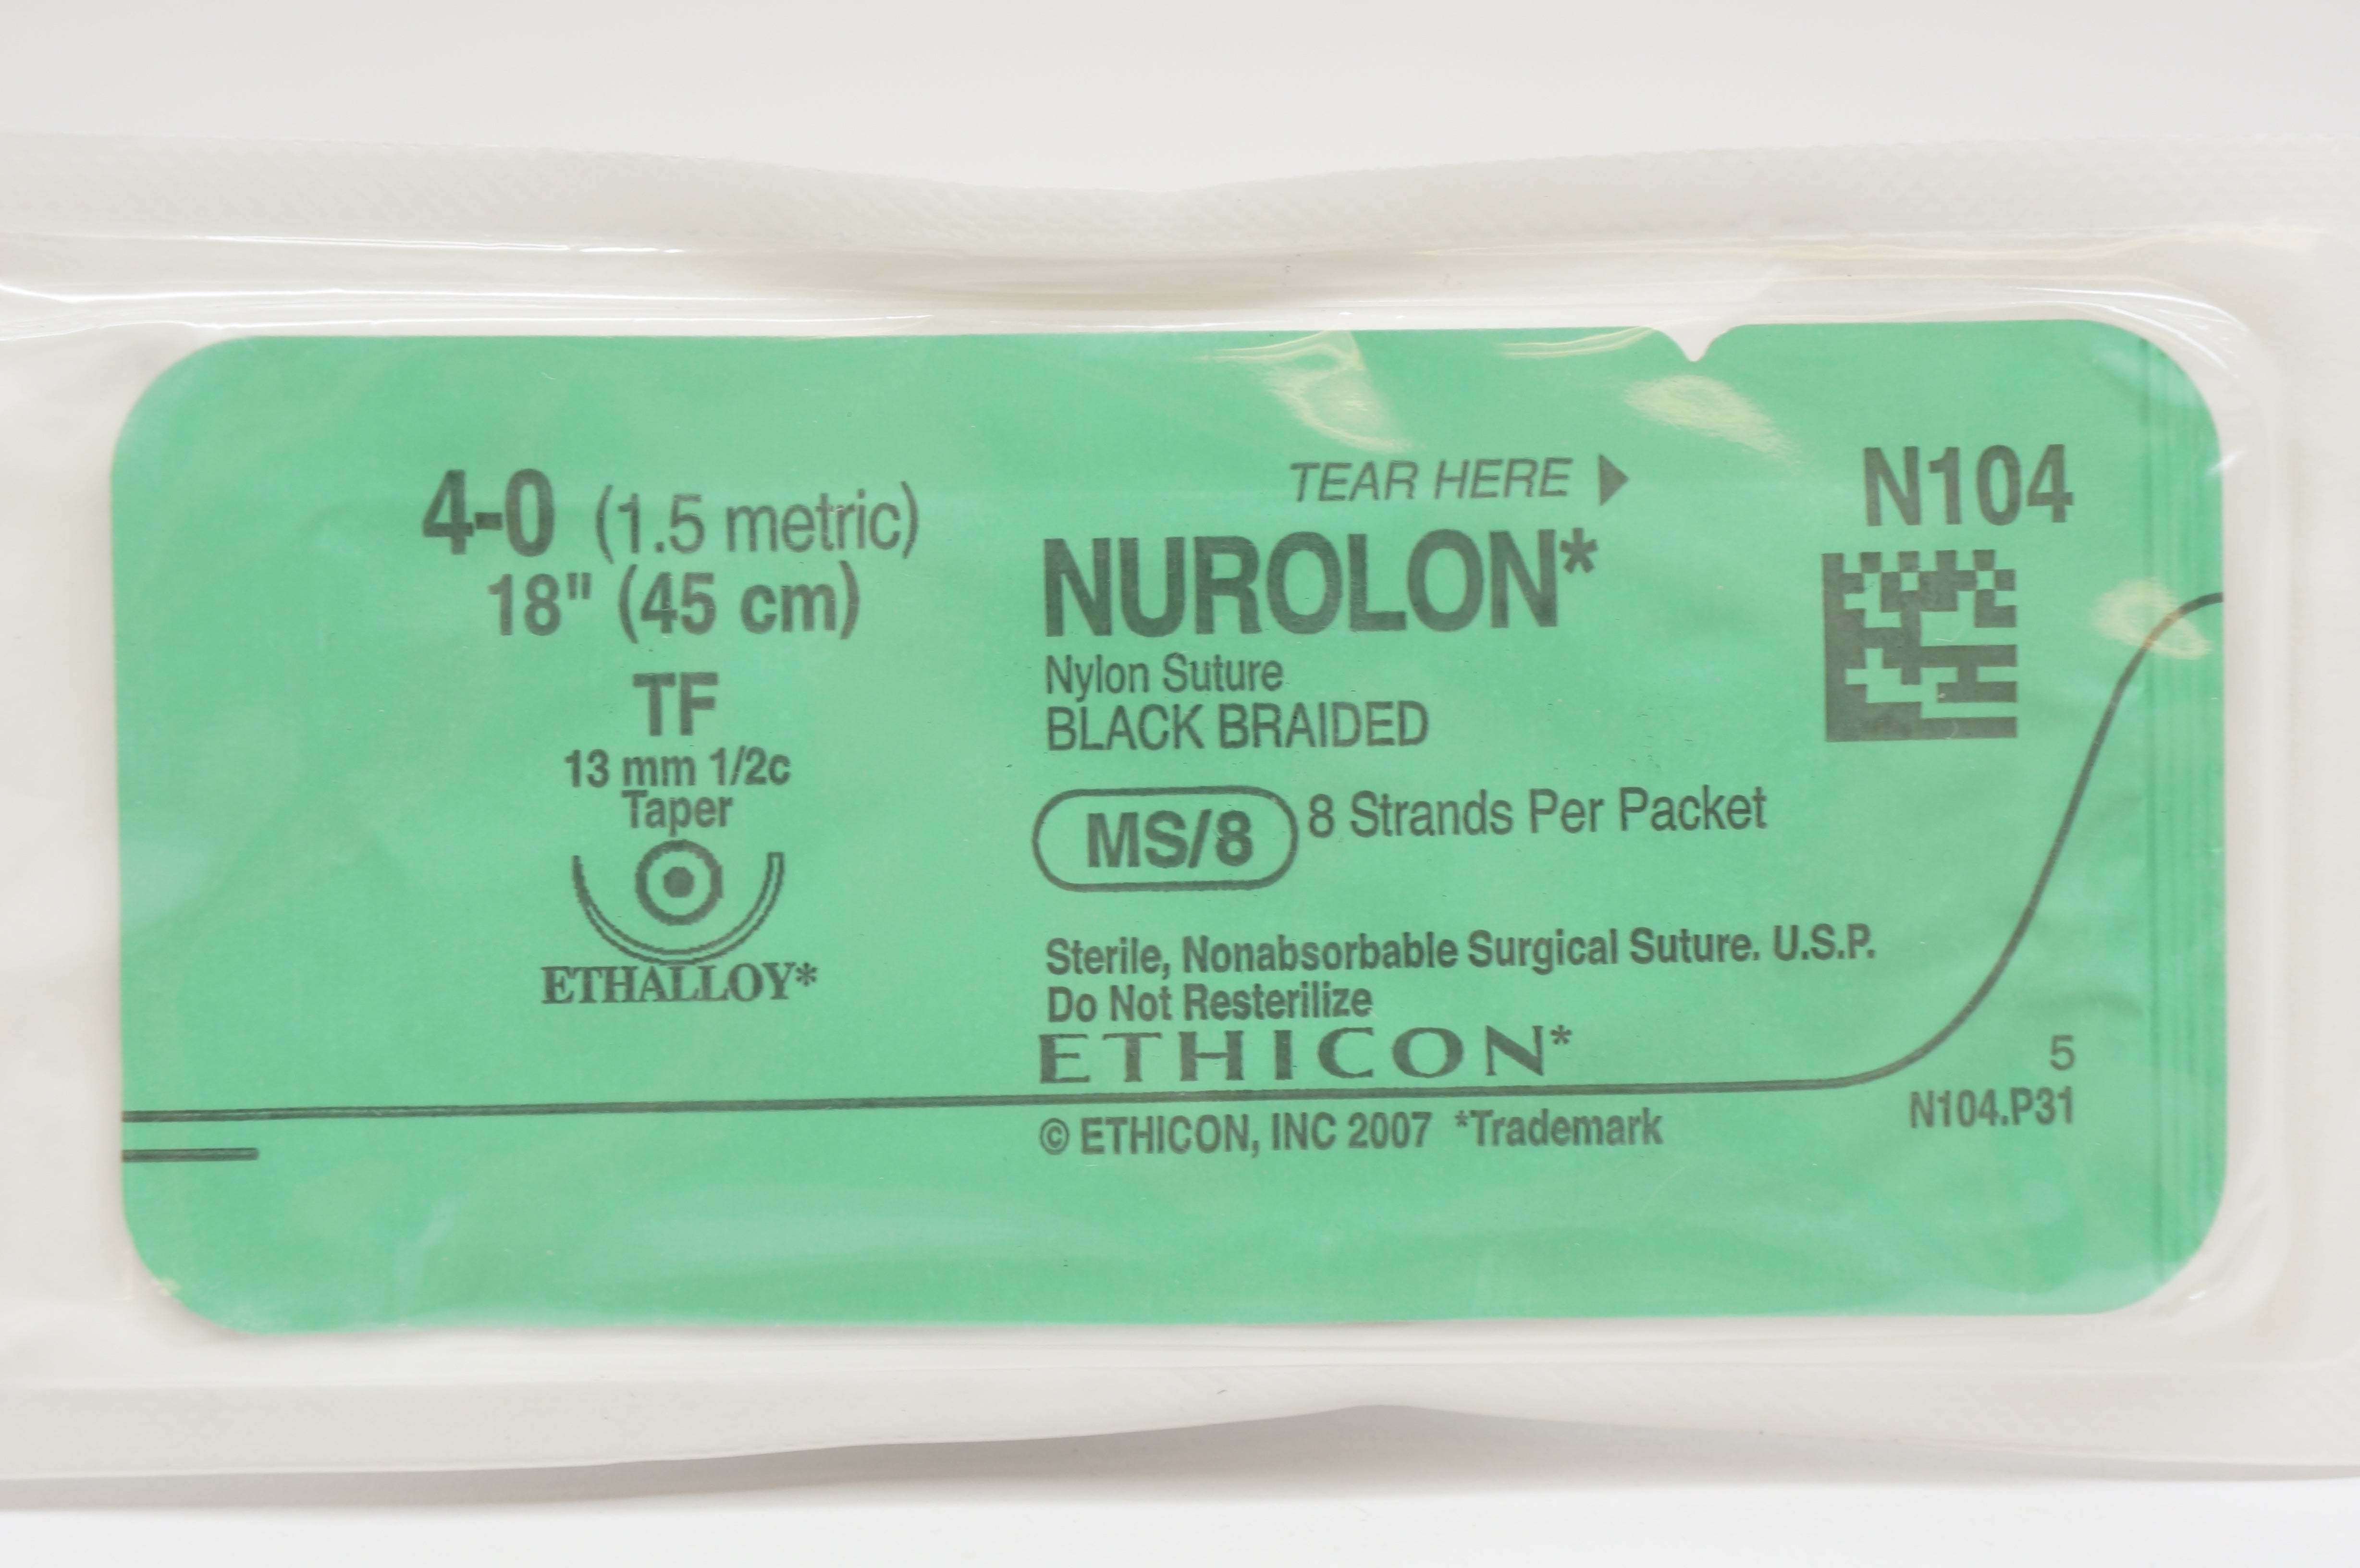 4-0 (1.5 metric)
18" (45 cm)
TF
13 mm 1/2c
Taper
ETHALLOY*
TEAR HERE
NUROLON*
Nylon Suture
BLACK BRAIDED
MS/8 8 Strands Per Packet
Sterile, Nonabsorbable Surgical Suture. U.S.P.
Do Not Resterilize
ETHICON*
© ETHICON, INC 2007 *Trademark
N104
5
N104.P31